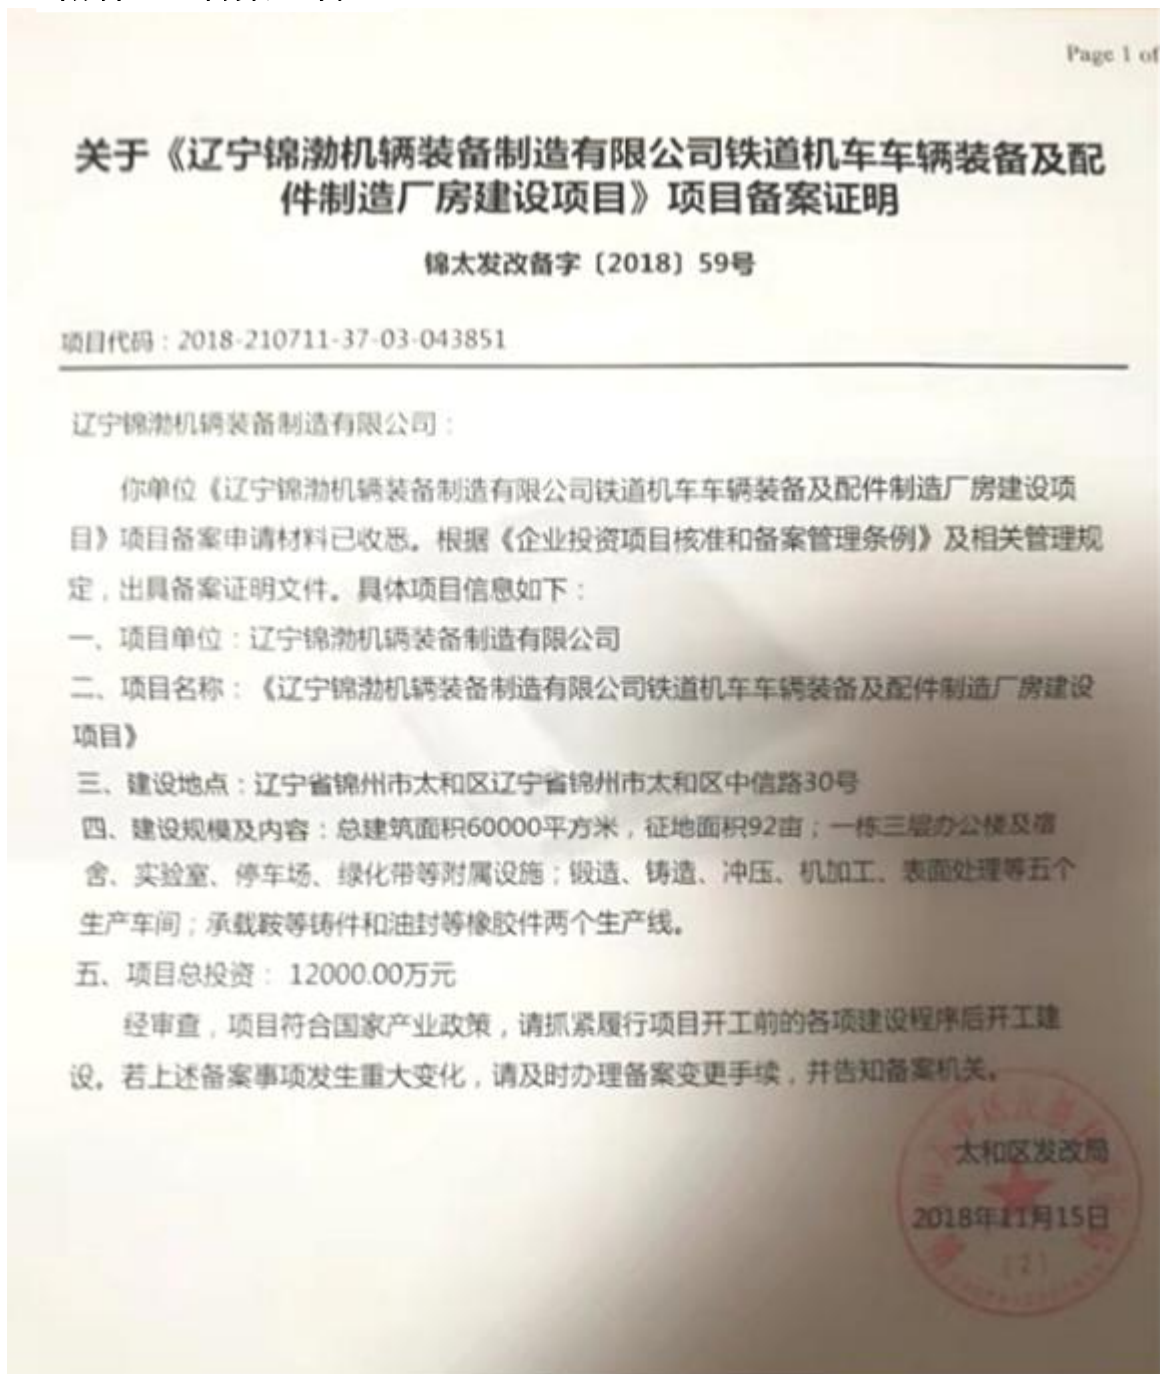 Page 1 of
关于《辽宁锦渤机辆装备制造有限公司铁道机车车辆装备及配
件制造厂房建设项目》项目备案证明
锦太发改备字〔2018〕59号
项目代码：2018-210711-37-03-043851
辽宁锦渤机辆装备制造有限公司：
你单位《辽宁锦渤机辆装备制造有限公司铁道机车车辆装备及配件制造厂房建设项
目》项目备案申请材料已收悉。根据《企业投资项目核准和备案管理条例》及相关管理规
定，出具备案证明文件。具体项目信息如下：
一、项目单位：辽宁锦渤机辆装备制造有限公司
二、项目名称：《辽宁锦渤机辆装备制造有限公司铁道机车车辆装备及配件制造厂房建设
项目》
三、建设地点：辽宁省锦州市太和区辽宁省锦州市太和区中信路30号
四、建设规模及内容：总建筑面积60000平方米，征地面积92亩；一栋三层办公楼及宿
舍、实验室、停车场、绿化带等附属设施；锻造、铸造、冲压、机加工、表面处理等五个
生产车间；承载鞍等铸件和油封等橡胶件两个生产线。
五、项目总投资： 12000.00万元
经审查，项目符合国家产业政策，请抓紧履行项目开工前的各项建设程序后开工建
设。若上述备案事项发生重大变化，请及时办理备案变更手续，并告知备案机关。
太和区发改局
2018年11月15日
（2）